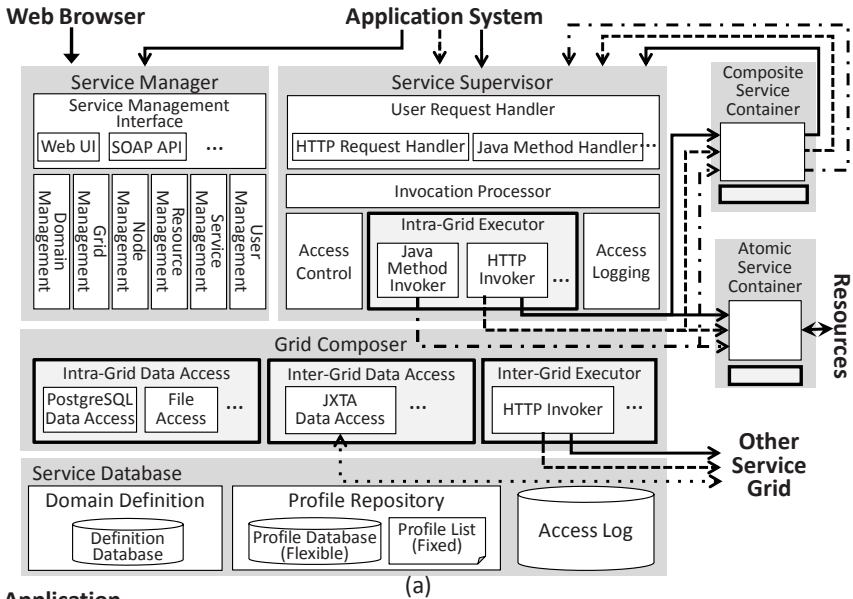 Web Browser
Application System
Service Manager
Service Management
Interface
Web UI
SOAP API
...
Domain
Management
Grid
Management
Node
Management
Resource
Management
Service
Management
User
Management
Service Supervisor
User Request Handler
HTTP Request Handler
Java Method Handler
...
Invocation Processor
Access
Control
Intra-Grid Executor
Java
Method
Invoker
HTTP
Invoker
...
Access
Logging
Composite
Service
Container
Atomic
Service
Container
Resources
Grid Composer
Intra-Grid Data Access
PostgreSQL
Data Access
File
Access
...
Inter-Grid Data Access
JXTA
Data Access
...
Inter-Grid Executor
HTTP Invoker
...
Other
Service
Grid
Service Database
Domain Definition
Definition
Database
Profile Repository
Profile Database
(Flexible)
Profile List
(Fixed)
Access Log
(a)
Application